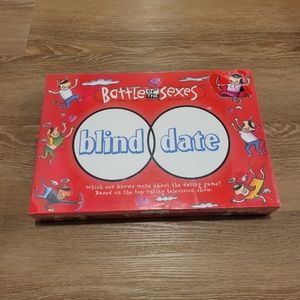 Battle OF THE Sexes
blind date
Which sex knows more about the dating game?
Based on the top rating television show.